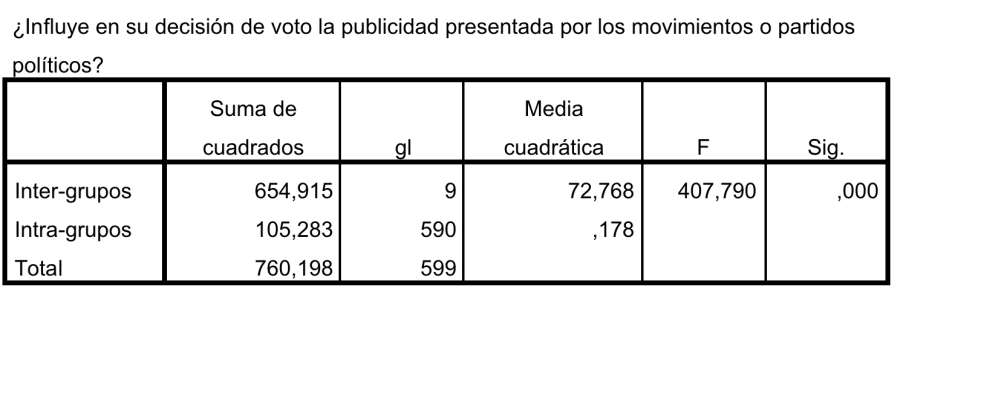 ¿Influye en su decisión de voto la publicidad presentada por los movimientos o partidos
políticos?
Suma de cuadrados gl Media cuadrática F Sig.
Inter-grupos 654,915 9 72,768 407,790 ,000
Intra-grupos 105,283 590 ,178
Total 760,198 599